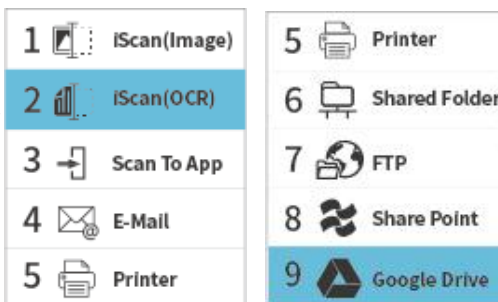 1 iScan(Image)
2 iScan(OCR)
3 Scan To App
4 E-Mail
5 Printer
5 Printer
6 Shared Folder
7 FTP
8 Share Point
9 Google Drive